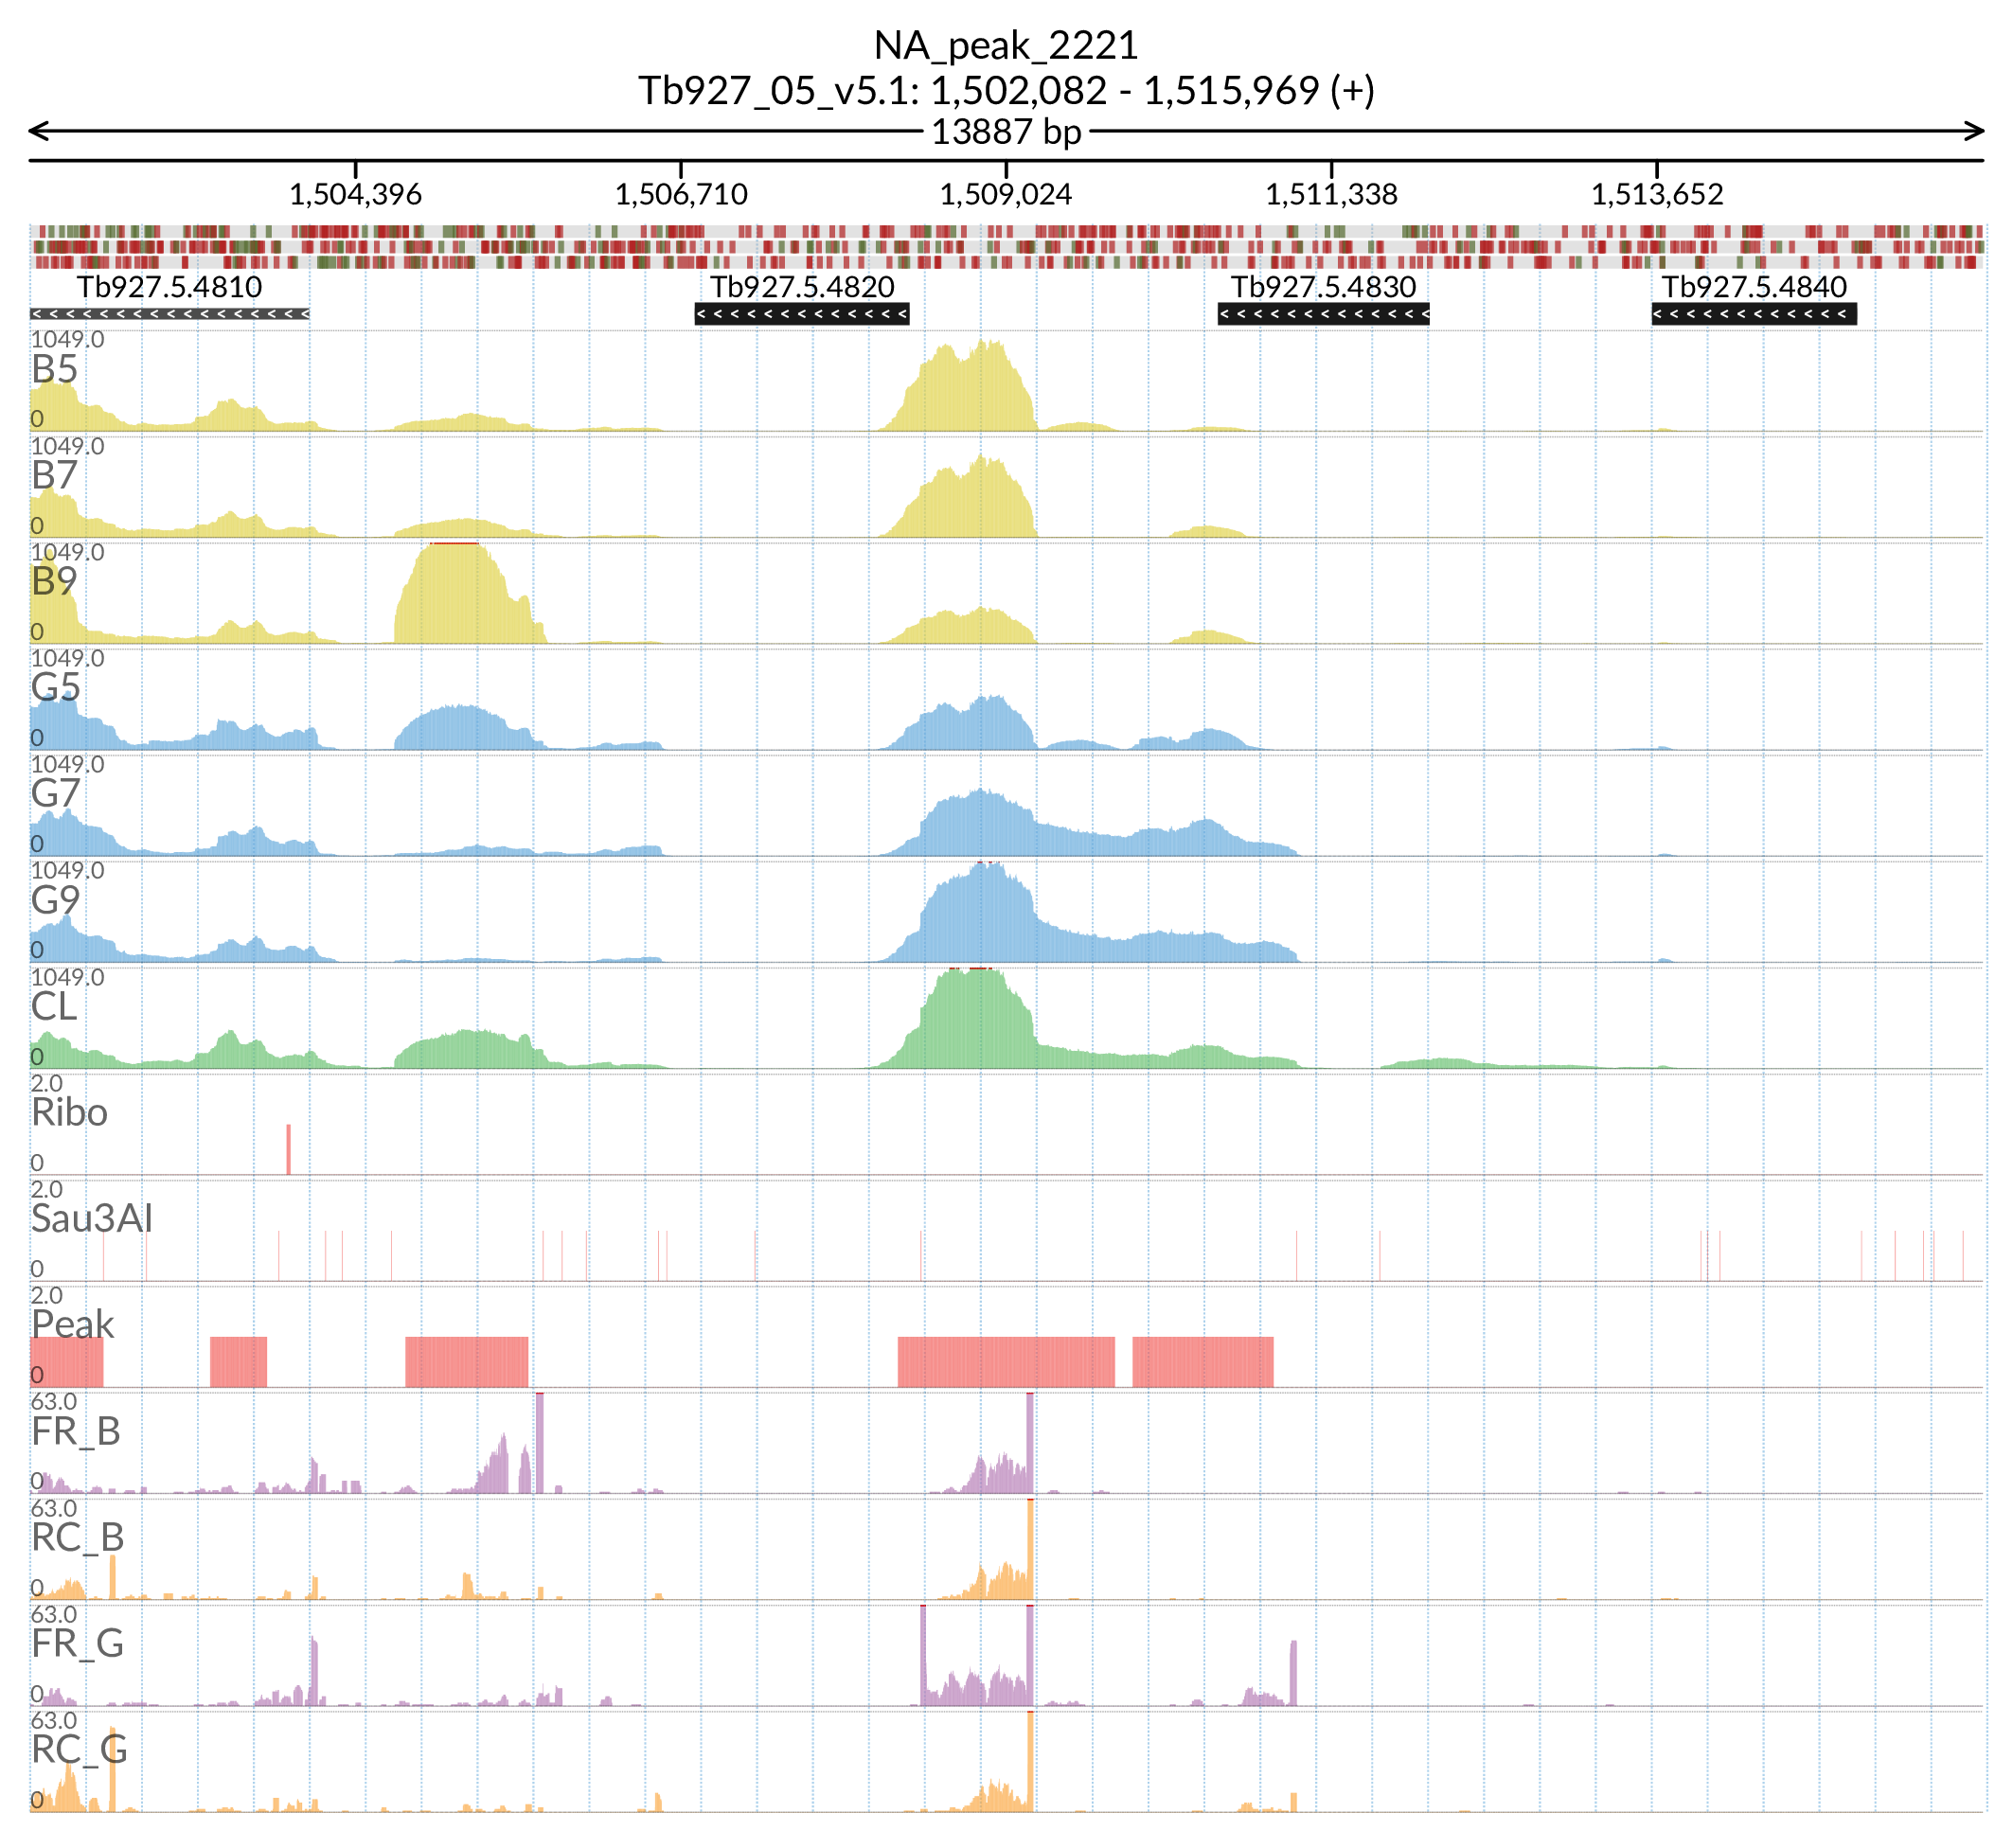 NA_peak_2221
Tb927_05_v5.1: 1,502,082 - 1,515,969 (+)
13887 bp
1,504,396 1,506,710 1,509,024 1,511,338 1,513,652
Tb927.5.4810 Tb927.5.4820 Tb927.5.4830 Tb927.5.4840
1049.0
B5
0
1049.0
B7
0
1049.0
B9
0
1049.0
G5
0
1049.0
G7
0
1049.0
G9
0
1049.0
CL
0
2.0
Ribo
0
2.0
Sau3AI
0
2.0
Peak
0
63.0
FR_B
0
63.0
RC_B
0
63.0
FR_G
0
63.0
RC_G
0